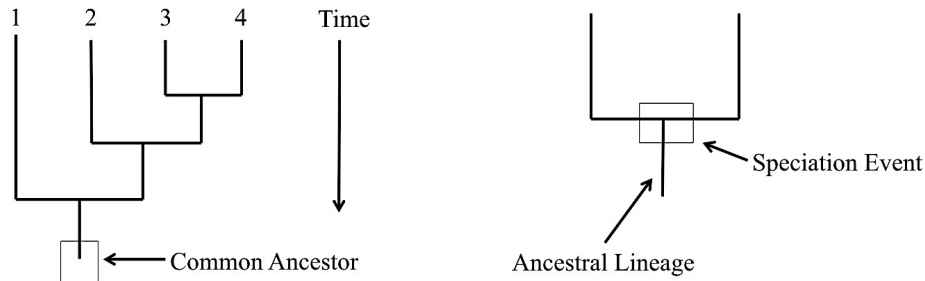 1 2 3 4 Time
Speciation Event
Common Ancestor
Ancestral Lineage